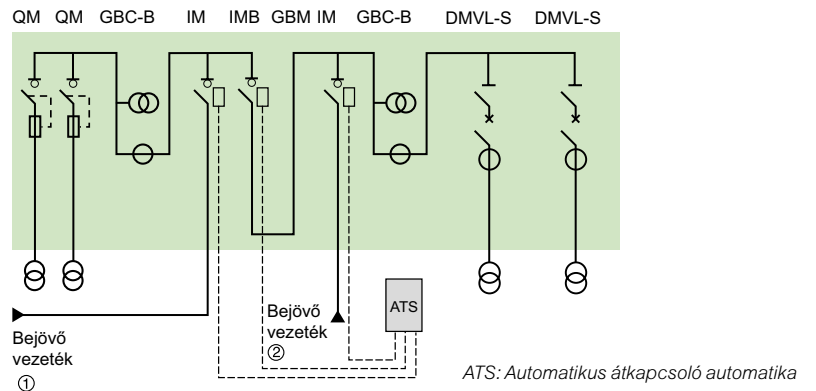 QM QM GBC-B IM IMB GBM IM GBC-B DMVL-S DMVL-S
ATS
Bejövő
vezeték
②
Bejövő
vezeték
①
ATS: Automatikus átkapcsoló automatika